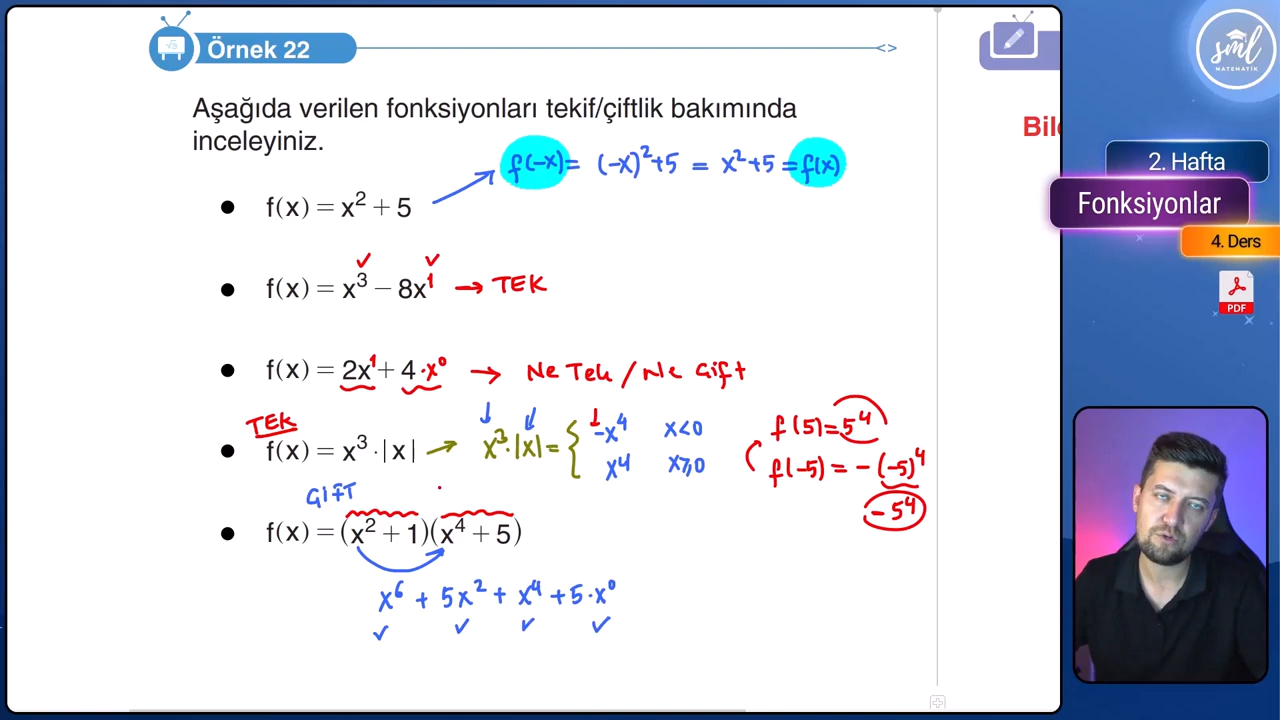 Örnek 22
sml
MATEMATİK
Aşağıda verilen fonksiyonları tekif/çiftlik bakımında
inceleyiniz.
Bile
f(-x) = (-x)²+5 = x²+5 = f(x)
2. Hafta
Fonksiyonlar
4. Ders
PDF
● f(x) = x² + 5
● f(x) = x³ − 8x¹ → TEK
● f(x) = 2x¹ + 4·x⁰ → Ne Tek / Ne Çift
TEK
● f(x) = x³·|x| → x³·|x| = { -x⁴ x<0
x⁴ x≥0
f(5)=5⁴
f(-5) = -(-5)⁴
-5⁴
ÇİFT
● f(x) = (x² + 1)(x⁴ + 5)
x⁶ + 5x² + x⁴ + 5·x⁰